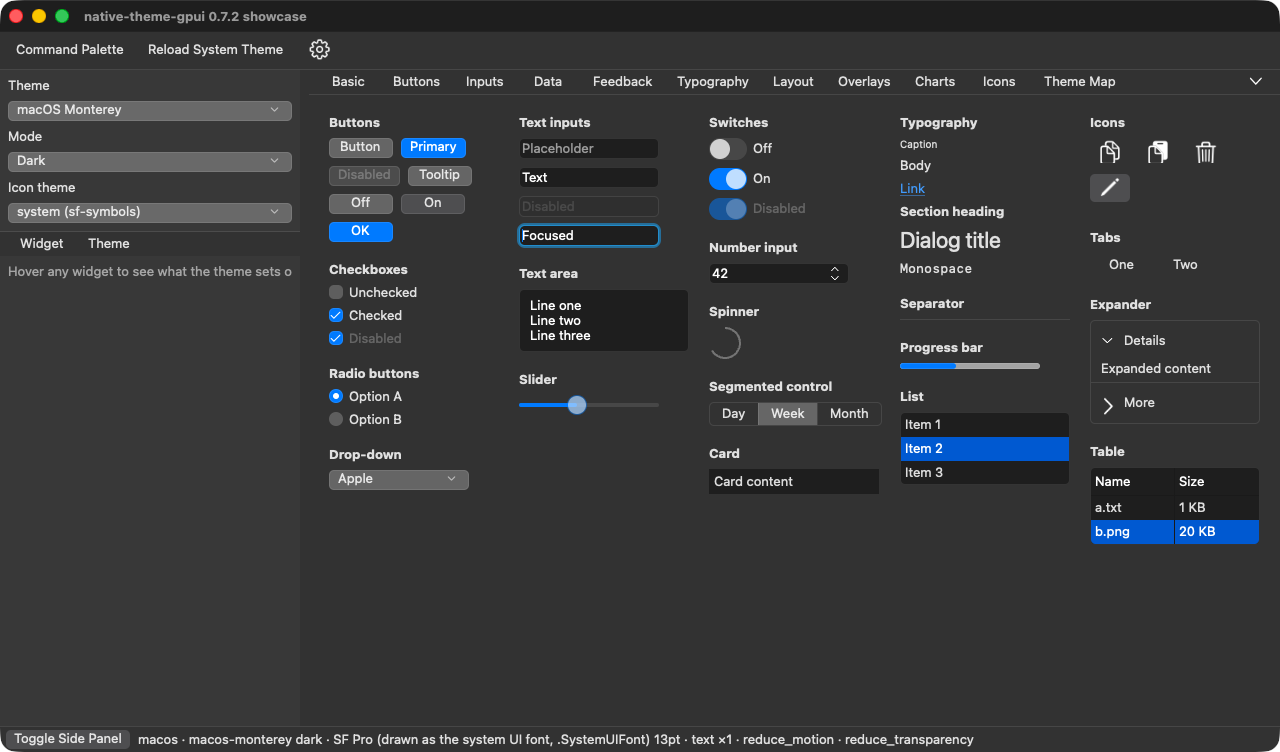 native-theme-gpui 0.7.2 showcase
Command Palette
Reload System Theme
Theme
macOS Monterey
Mode
Dark
Icon theme
system (sf-symbols)
Widget
Theme
Hover any widget to see what the theme sets o
Basic
Buttons
Inputs
Data
Feedback
Typography
Layout
Overlays
Charts
Icons
Theme Map
Buttons
Button
Primary
Disabled
Tooltip
Off
On
OK
Checkboxes
Unchecked
Checked
Disabled
Radio buttons
Option A
Option B
Drop-down
Apple
Text inputs
Placeholder
Text
Disabled
Focused
Text area
Line one
Line two
Line three
Slider
Switches
Off
On
Disabled
Number input
42
Spinner
Segmented control
Day
Week
Month
Card
Card content
Typography
Caption
Body
Link
Section heading
Dialog title
Monospace
Separator
Progress bar
List
Item 1
Item 2
Item 3
Icons
Tabs
One
Two
Expander
Details
Expanded content
More
Table
Name
Size
a.txt
1 KB
b.png
20 KB
Toggle Side Panel
macos · macos-monterey dark · SF Pro (drawn as the system UI font, .SystemUIFont) 13pt · text ×1 · reduce_motion · reduce_transparency